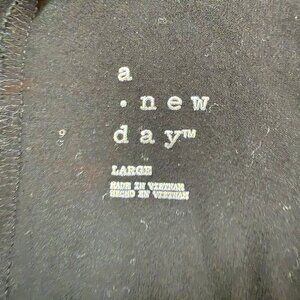 a
· new
day™
LARGE
MADE IN VIETNAM
HECHO EN VIETNAM